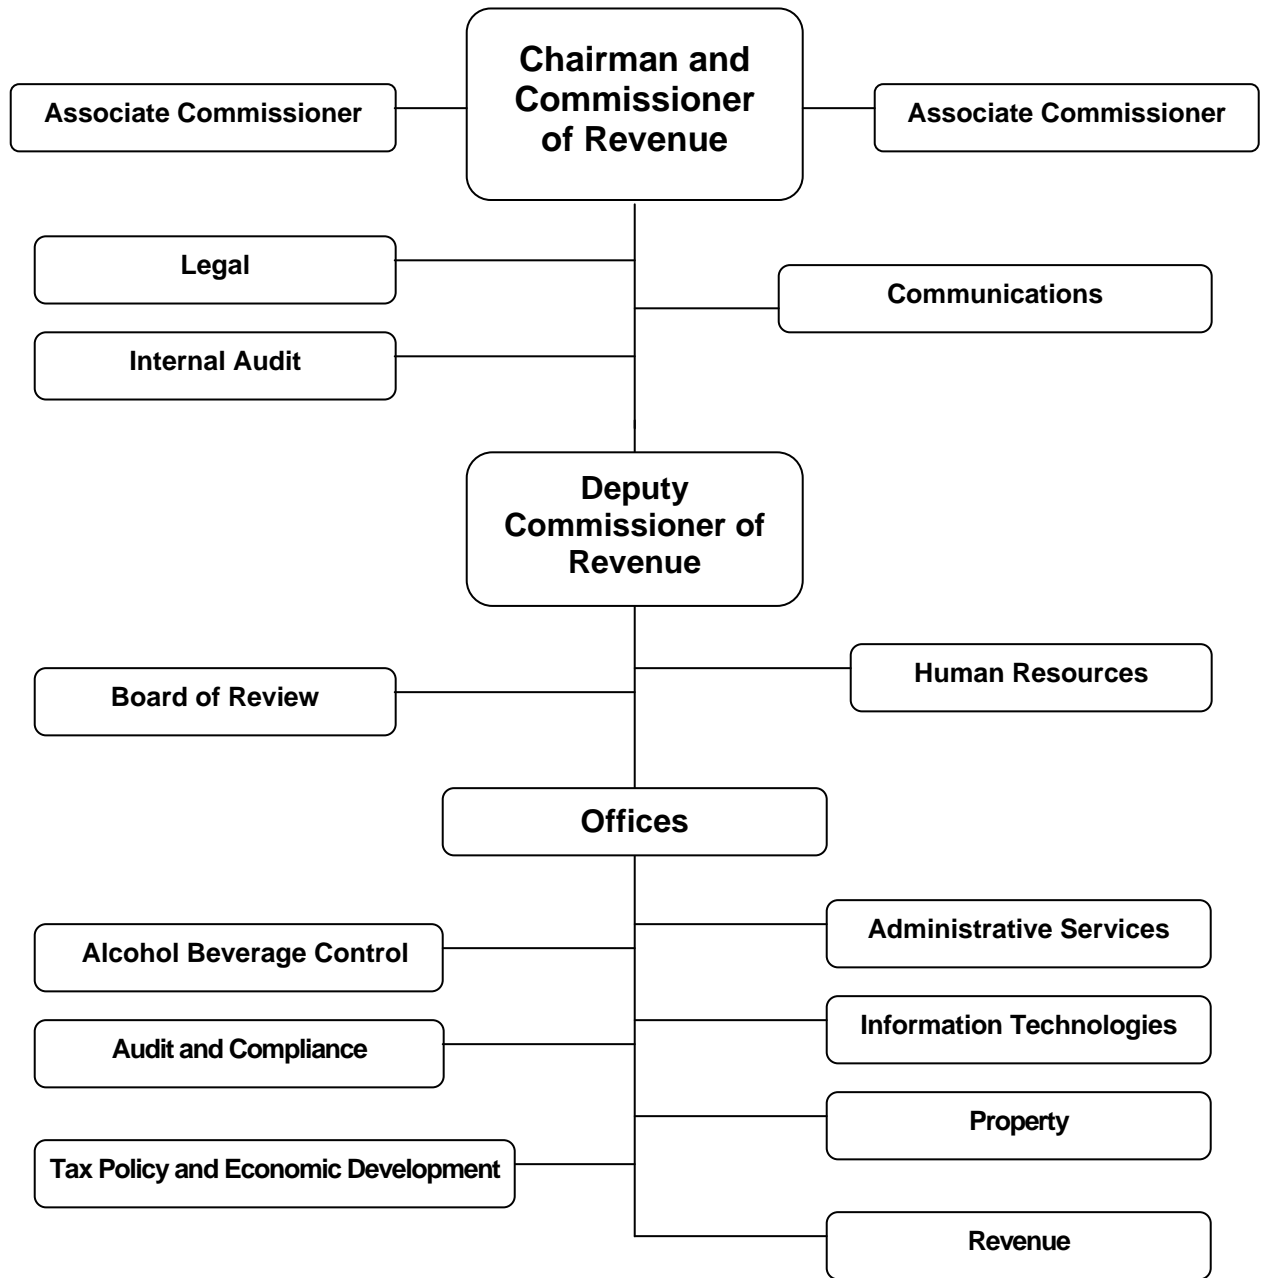 Chairman and
Commissioner
of Revenue
Associate Commissioner
Associate Commissioner
Legal
Communications
Internal Audit
Deputy
Commissioner of
Revenue
Human Resources
Board of Review
Offices
Administrative Services
Alcohol Beverage Control
Information Technologies
Audit and Compliance
Property
Tax Policy and Economic Development
Revenue